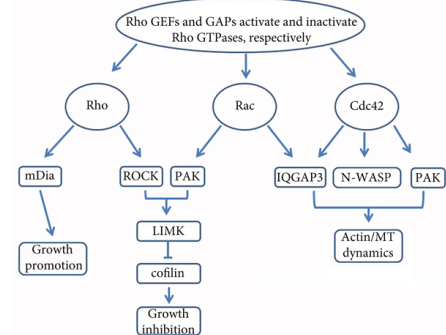 Rho GEFs and GAPs activate and inactivate
Rho GTPases, respectively
Rho
Rac
Cdc42
mDia
ROCK
PAK
IQGAP3
N-WASP
PAK
LIMK
Growth
promotion
Actin/MT
dynamics
cofilin
Growth
inhibition